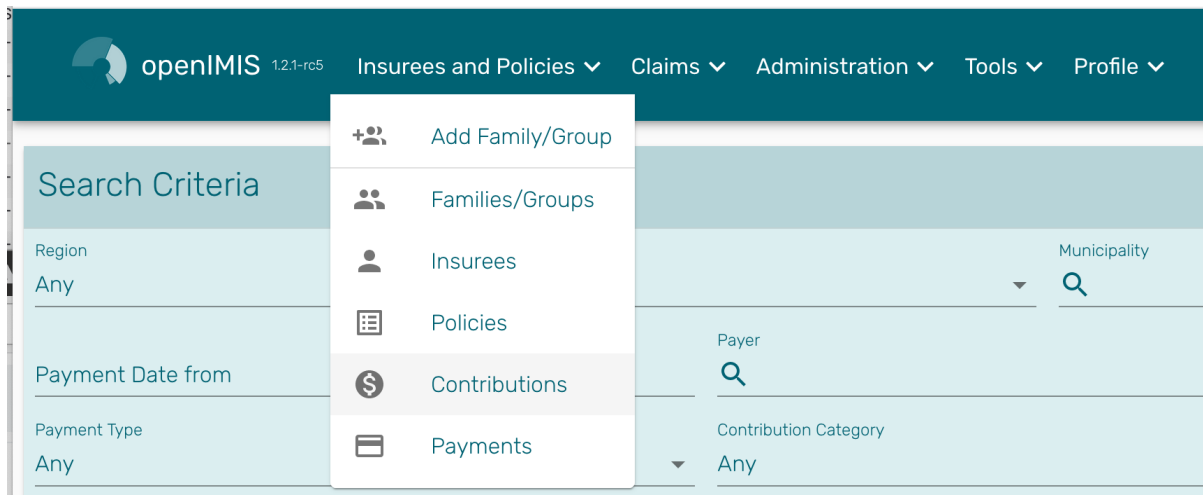 openIMIS 1.2.1-rc5 Insurees and Policies Claims Administration Tools Profile
Add Family/Group
Families/Groups
Insurees
Policies
Contributions
Payments
Search Criteria
Region
Any
Municipality
Payment Date from
Payer
Payment Type
Any
Contribution Category
Any